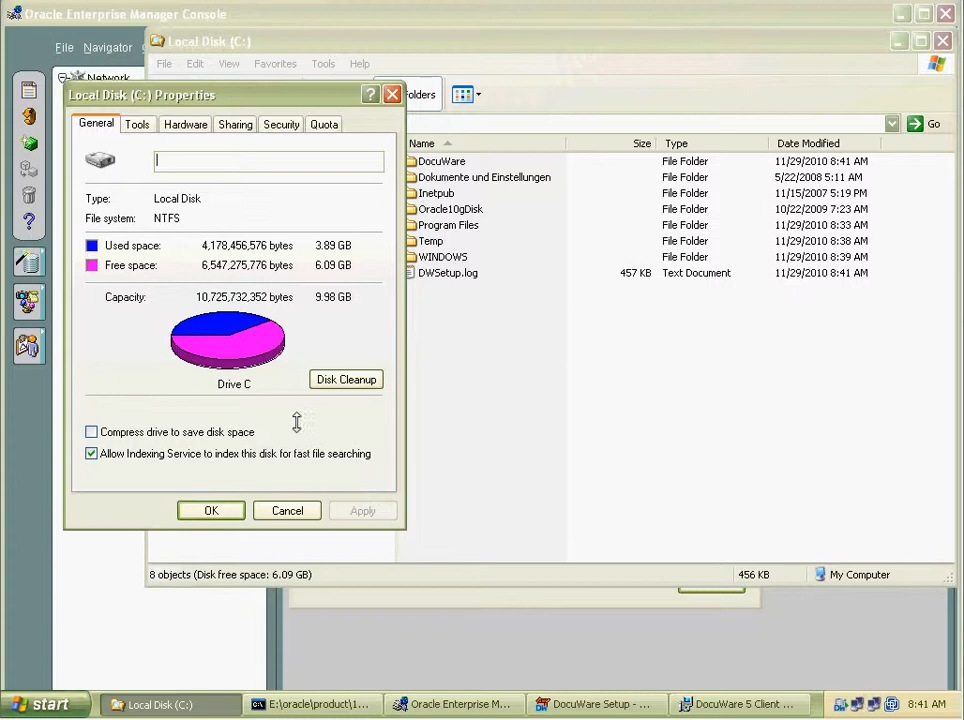 Oracle Enterprise Manager Console
Local Disk (C:)
File Navigator
File Edit View Favorites Tools Help
Network
Folders
Go
Local Disk (C:) Properties
General Tools Hardware Sharing Security Quota
Type: Local Disk
File system: NTFS
Used space: 4,178,456,576 bytes 3.89 GB
Free space: 6,547,275,776 bytes 6.09 GB
Capacity: 10,725,732,352 bytes 9.98 GB
Drive C
Disk Cleanup
Compress drive to save disk space
Allow Indexing Service to index this disk for fast file searching
OK Cancel Apply
Name Size Type Date Modified
DocuWare File Folder 11/29/2010 8:41 AM
Dokumente und Einstellungen File Folder 5/22/2008 5:11 AM
Inetpub File Folder 11/15/2007 5:19 PM
Oracle10gDisk File Folder 10/22/2009 7:23 AM
Program Files File Folder 11/29/2010 8:41 AM
Temp File Folder 11/29/2010 8:38 AM
WINDOWS File Folder 11/29/2010 8:39 AM
DWSetup.log 457 KB Text Document 11/29/2010 8:41 AM
8 objects (Disk free space: 6.09 GB) 456 KB My Computer
start Local Disk (C:) E:\oracle\product\1... Oracle Enterprise M... DocuWare Setup - ... DocuWare 5 Client ... 8:41 AM